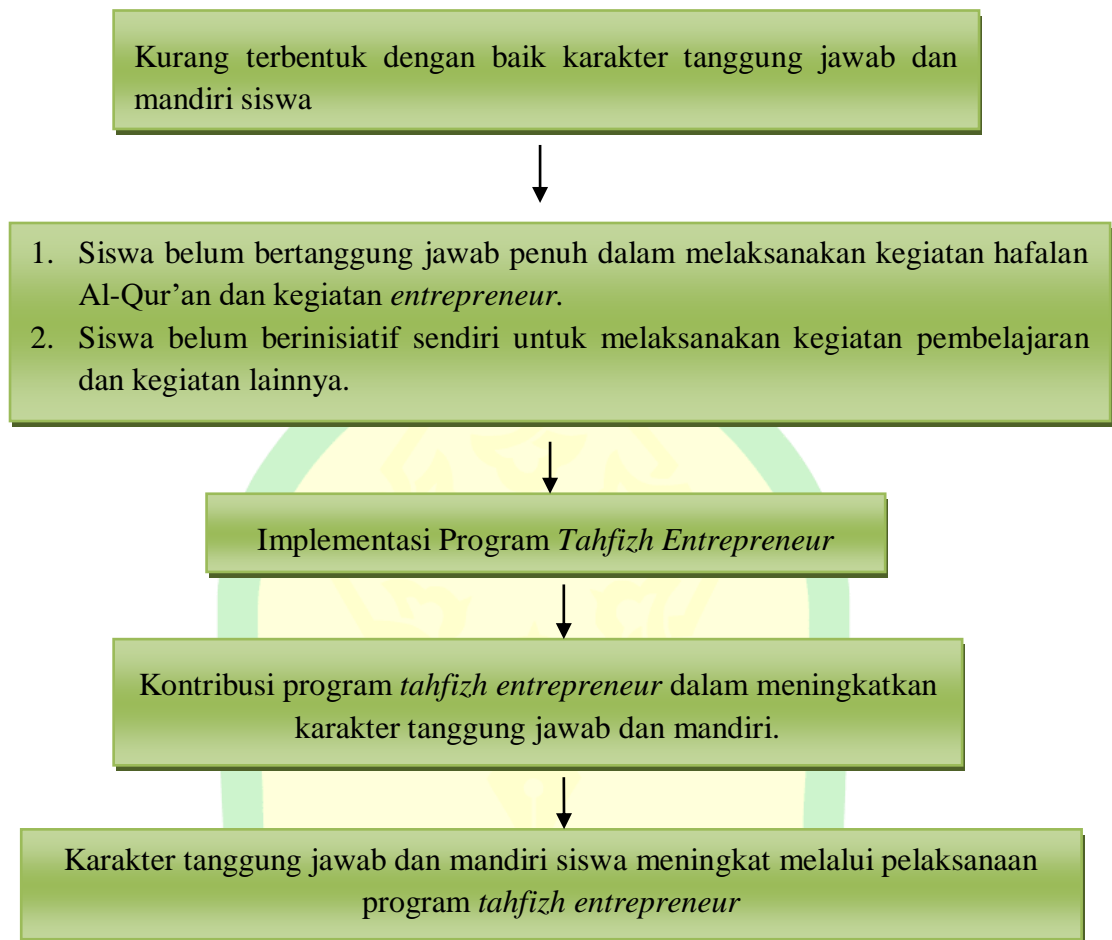 Kurang terbentuk dengan baik karakter tanggung jawab dan
mandiri siswa
1. Siswa belum bertanggung jawab penuh dalam melaksanakan kegiatan hafalan
Al-Qur’an dan kegiatan entrepreneur.
2. Siswa belum berinisiatif sendiri untuk melaksanakan kegiatan pembelajaran
dan kegiatan lainnya.
Implementasi Program Tahfizh Entrepreneur
Kontribusi program tahfizh entrepreneur dalam meningkatkan
karakter tanggung jawab dan mandiri.
Karakter tanggung jawab dan mandiri siswa meningkat melalui pelaksanaan
program tahfizh entrepreneur